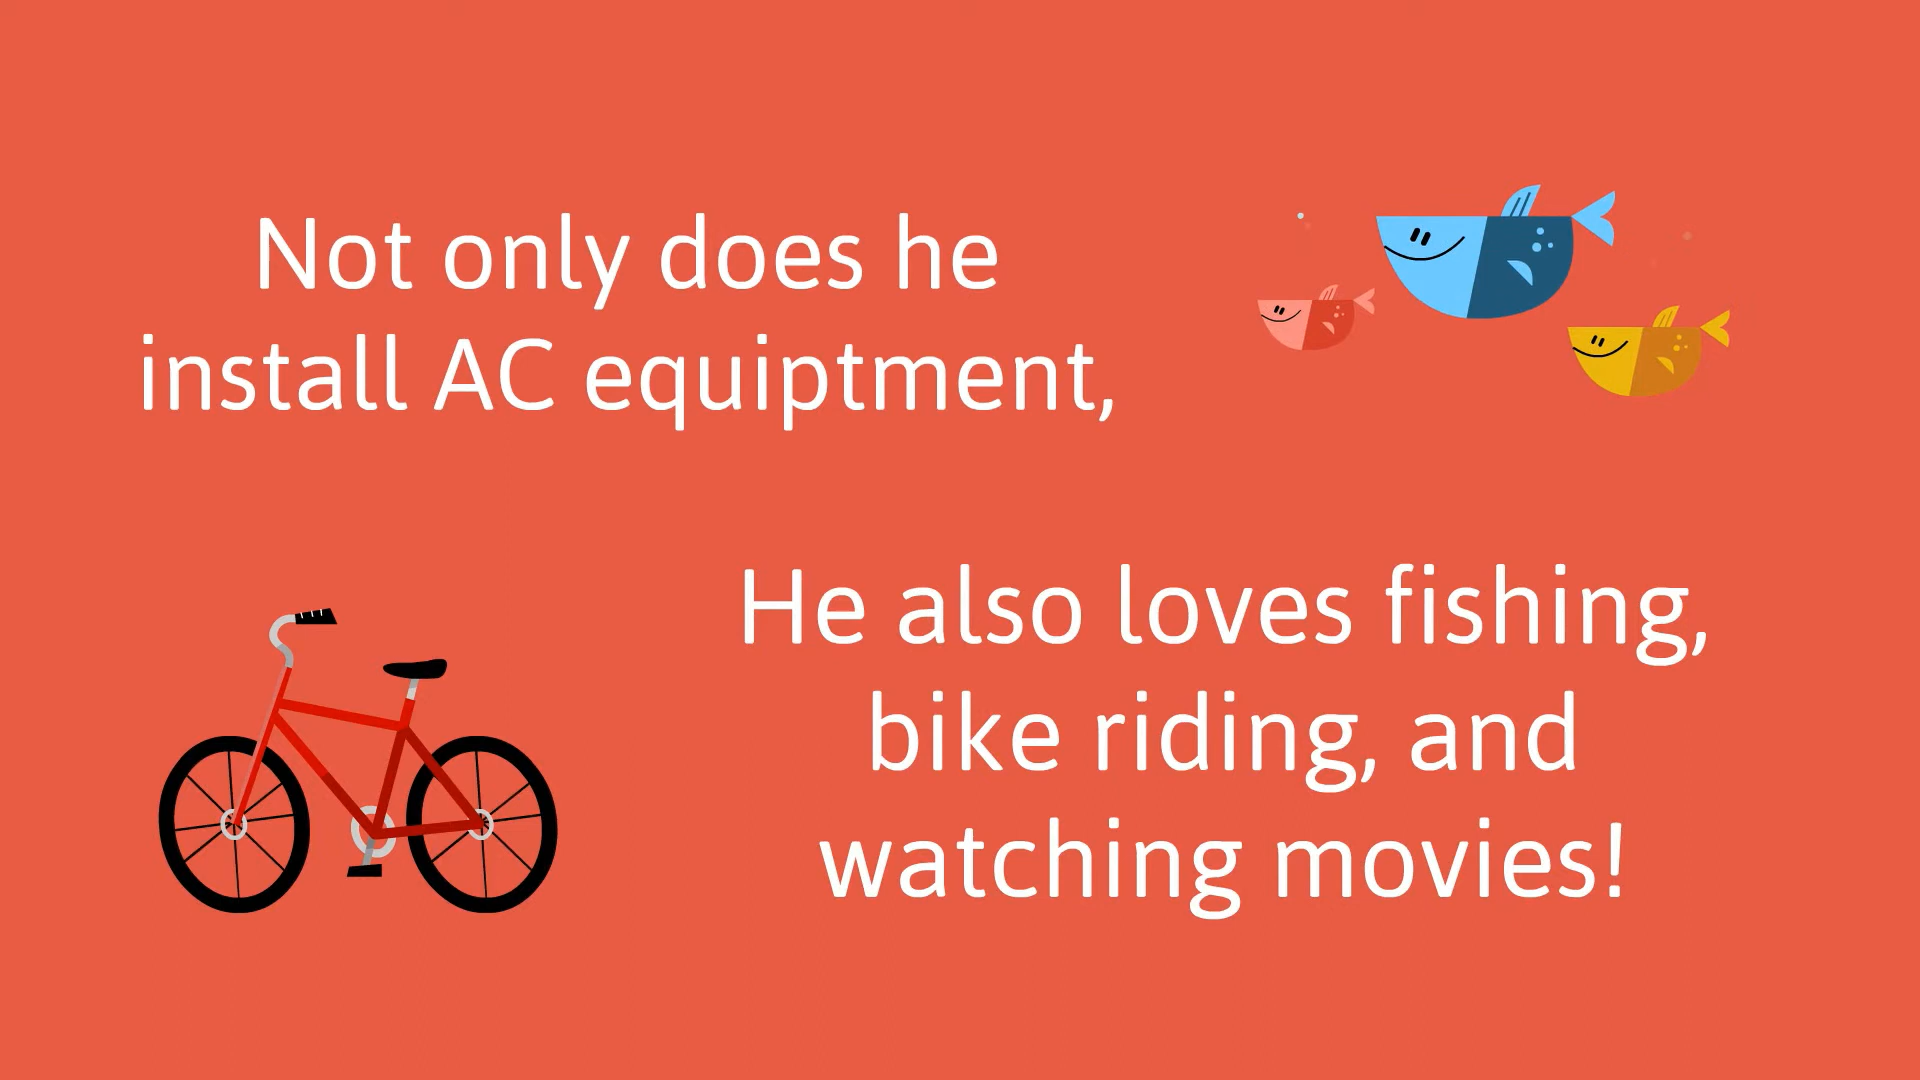 Not only does he
install AC equiptment,
He also loves fishing,
bike riding, and
watching movies!